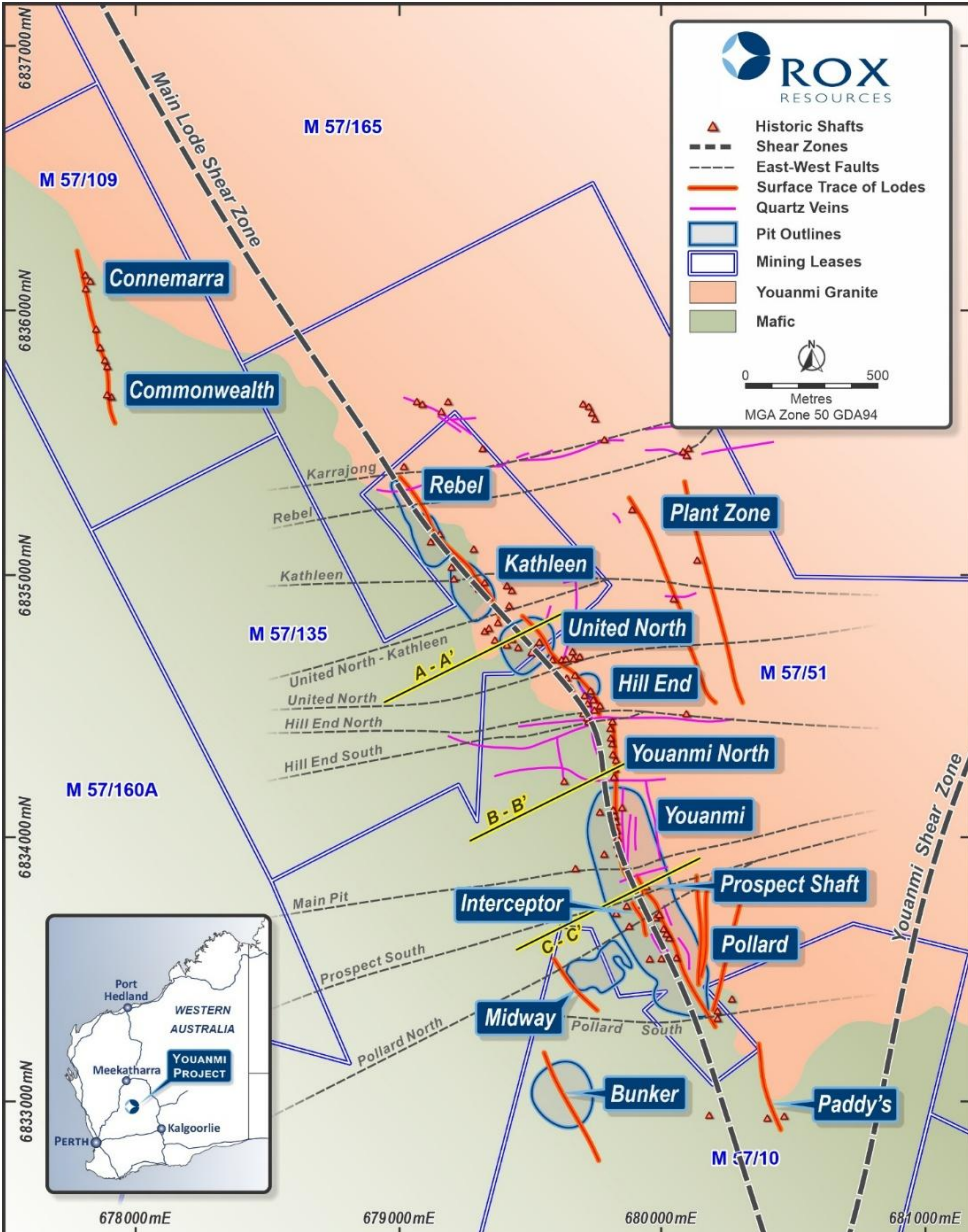 ROX
RESOURCES
Historic Shafts
Shear Zones
East-West Faults
Surface Trace of Lodes
Quartz Veins
Pit Outlines
Mining Leases
Youanmi Granite
Mafic
N
0 500
Metres
MGA Zone 50 GDA94
6837000mN
6836000mN
6835000mN
6834000mN
6833000mN
Main Lode Shear Zone
M 57/165
M 57/109
Connemarra
Commonwealth
Karrajong
Rebel
Rebel
Plant Zone
Kathleen
Kathleen
M 57/135
United North - Kathleen
A - A'
United North
United North
Hill End
M 57/51
Hill End North
Hill End South
Youanmi North
M 57/160A
B - B'
Youanmi
Youanmi Shear Zone
Main Pit
Prospect Shaft
Interceptor
C - C'
Pollard
Prospect South
Midway
Pollard South
Pollard North
Bunker
Paddy's
M 57/10
Port
Hedland
WESTERN
AUSTRALIA
Meekatharra
YOUANMI
PROJECT
PERTH
Kalgoorlie
678000mE
679000mE
680000mE
681000mE